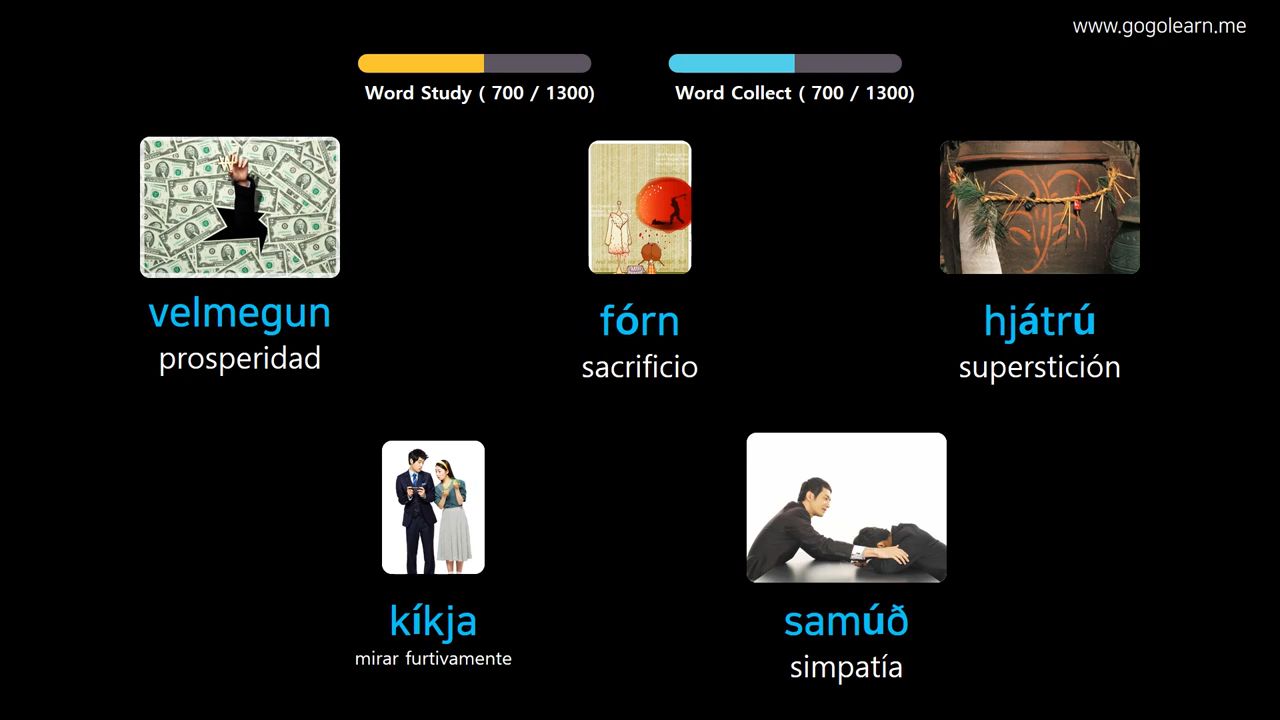 www.gogolearn.me
Word Study ( 700 / 1300)
Word Collect ( 700 / 1300)
velmegun
prosperidad
fórn
sacrificio
hjátrú
superstición
kíkja
mirar furtivamente
samúð
simpatía